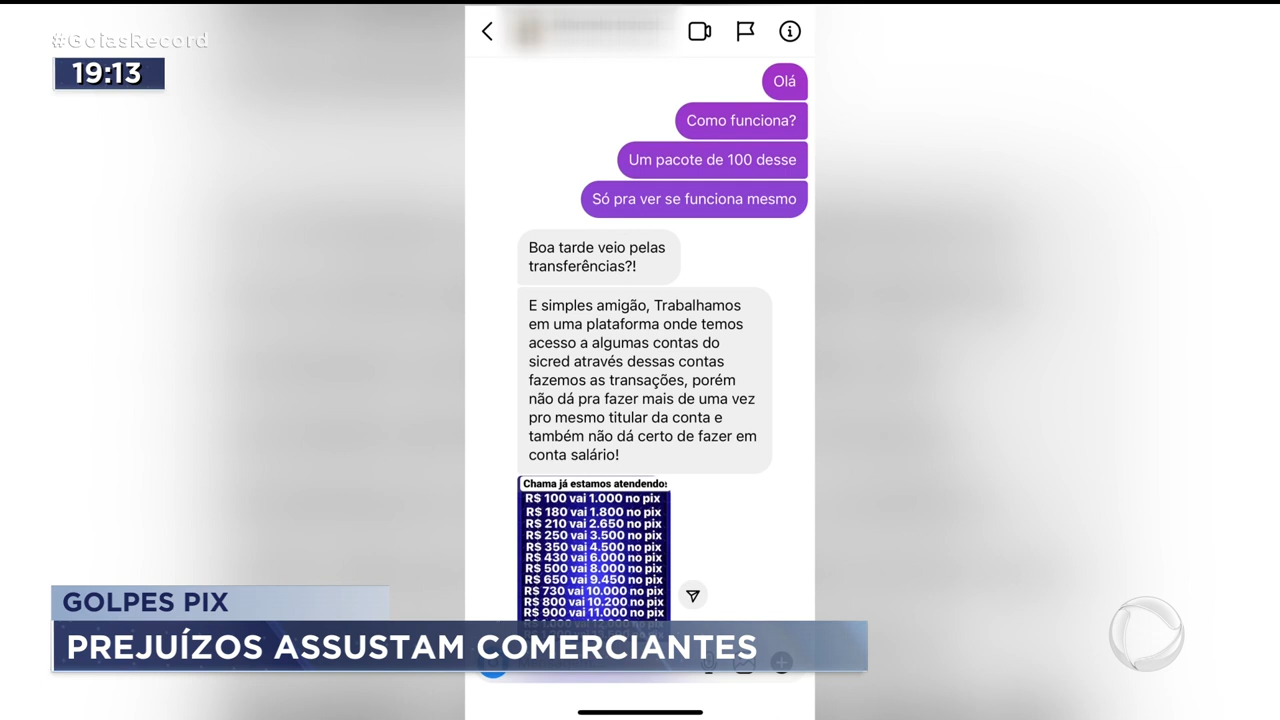 #GoiasRecord
19:13
Olá
Como funciona?
Um pacote de 100 desse
Só pra ver se funciona mesmo
Boa tarde veio pelas
transferências?!
E simples amigão, Trabalhamos
em uma plataforma onde temos
acesso a algumas contas do
sicred através dessas contas
fazemos as transações, porém
não dá pra fazer mais de uma vez
pro mesmo titular da conta e
também não dá certo de fazer em
conta salário!
Chama já estamos atendendo:
R$ 100 vai 1.000 no pix
R$ 180 vai 1.800 no pix
R$ 210 vai 2.650 no pix
R$ 250 vai 3.500 no pix
R$ 350 vai 4.500 no pix
R$ 430 vai 6.000 no pix
R$ 500 vai 8.000 no pix
R$ 650 vai 9.450 no pix
R$ 730 vai 10.000 no pix
R$ 800 vai 10.200 no pix
R$ 900 vai 11.000 no pix
GOLPES PIX
PREJUÍZOS ASSUSTAM COMERCIANTES